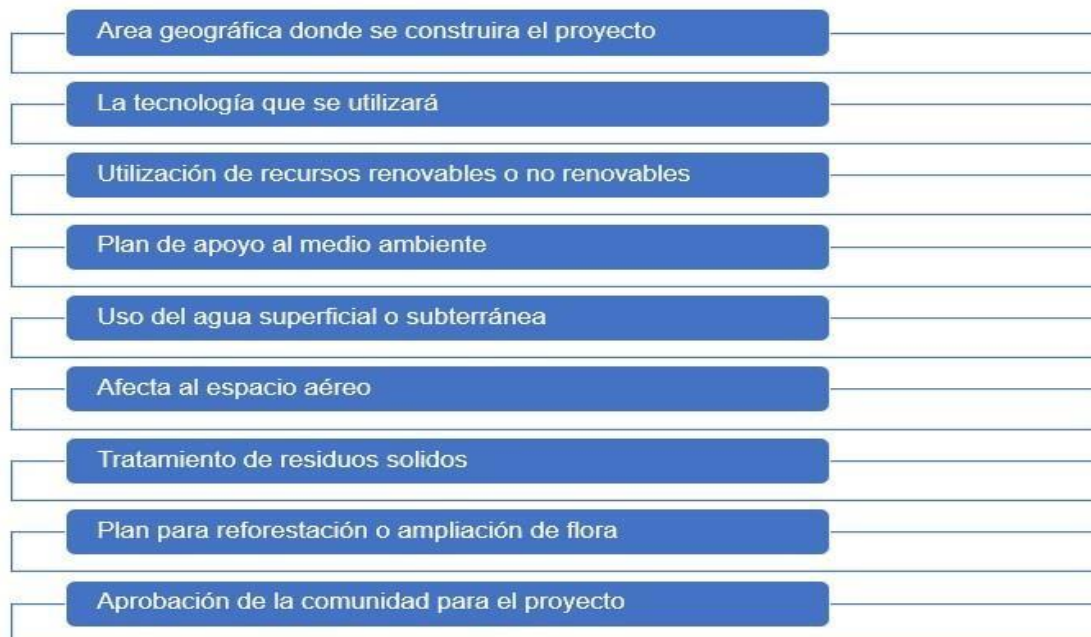 Area geográfica donde se construira el proyecto
La tecnología que se utilizará
Utilización de recursos renovables o no renovables
Plan de apoyo al medio ambiente
Uso del agua superficial o subterránea
Afecta al espacio aéreo
Tratamiento de residuos solidos
Plan para reforestación o ampliación de flora
Aprobación de la comunidad para el proyecto